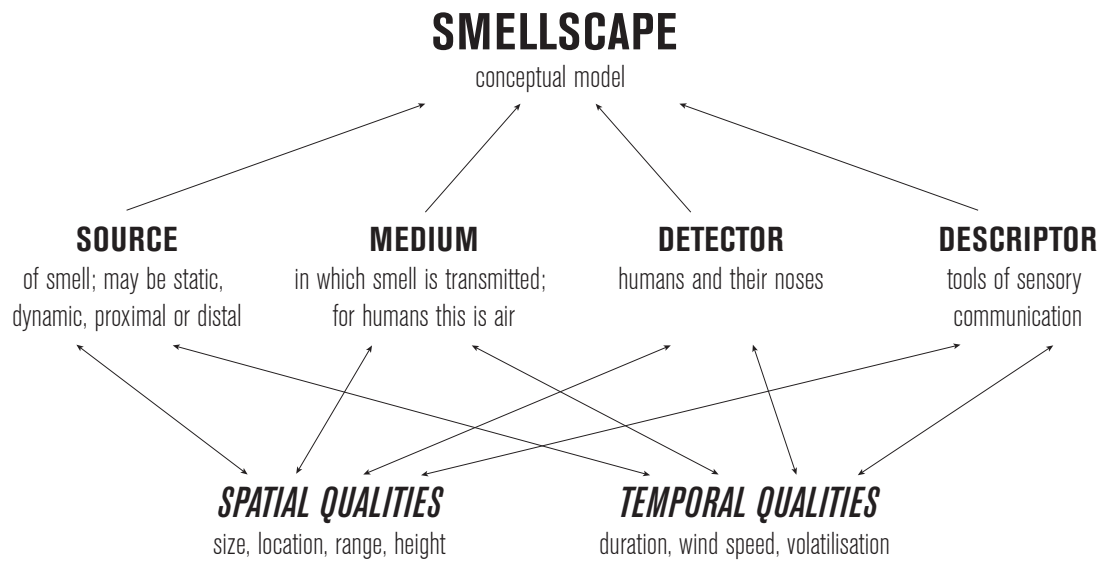 SMELLSCAPE
conceptual model
SOURCE
of smell; may be static,
dynamic, proximal or distal
MEDIUM
in which smell is transmitted;
for humans this is air
DETECTOR
humans and their noses
DESCRIPTOR
tools of sensory
communication
SPATIAL QUALITIES
size, location, range, height
TEMPORAL QUALITIES
duration, wind speed, volatilisation